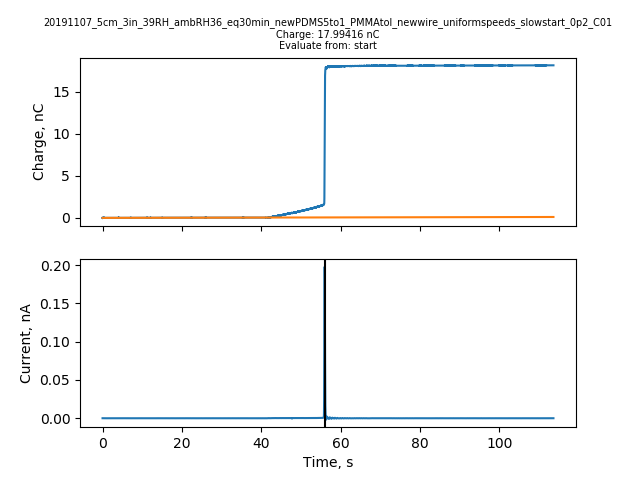 20191107_5cm_3in_39RH_ambRH36_eq30min_newPDMS5to1_PMMAtol_newwire_uniformspeeds_slowstart_0p2_C01
Charge: 17.99416 nC
Evaluate from: start
15
10
5
0
Charge, nC
0.20
0.15
0.10
0.05
0.00
Current, nA
0 20 40 60 80 100
Time, s